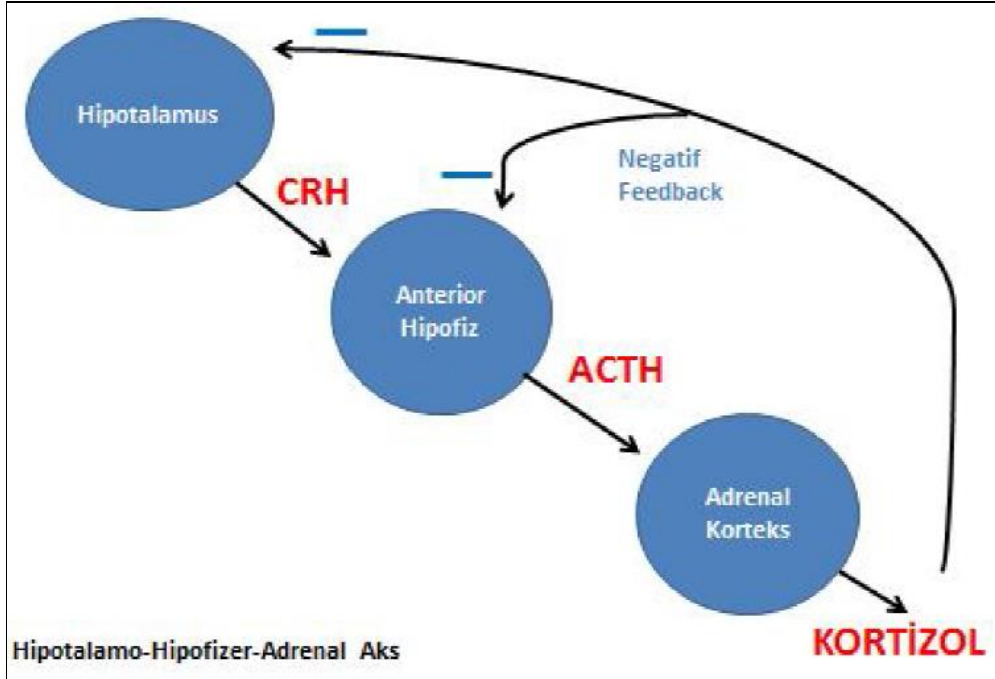 Hipotalamus
CRH
Negatif
Feedback
Anterior
Hipofiz
ACTH
Adrenal
Korteks
KORTİZOL
Hipotalamo-Hipofizer-Adrenal Aks